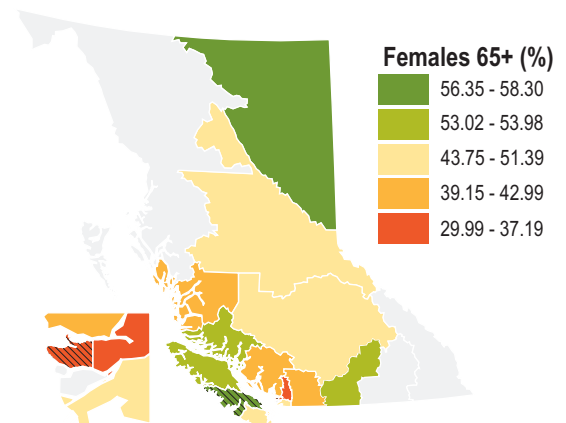 Females 65+ (%)
56.35 - 58.30
53.02 - 53.98
43.75 - 51.39
39.15 - 42.99
29.99 - 37.19